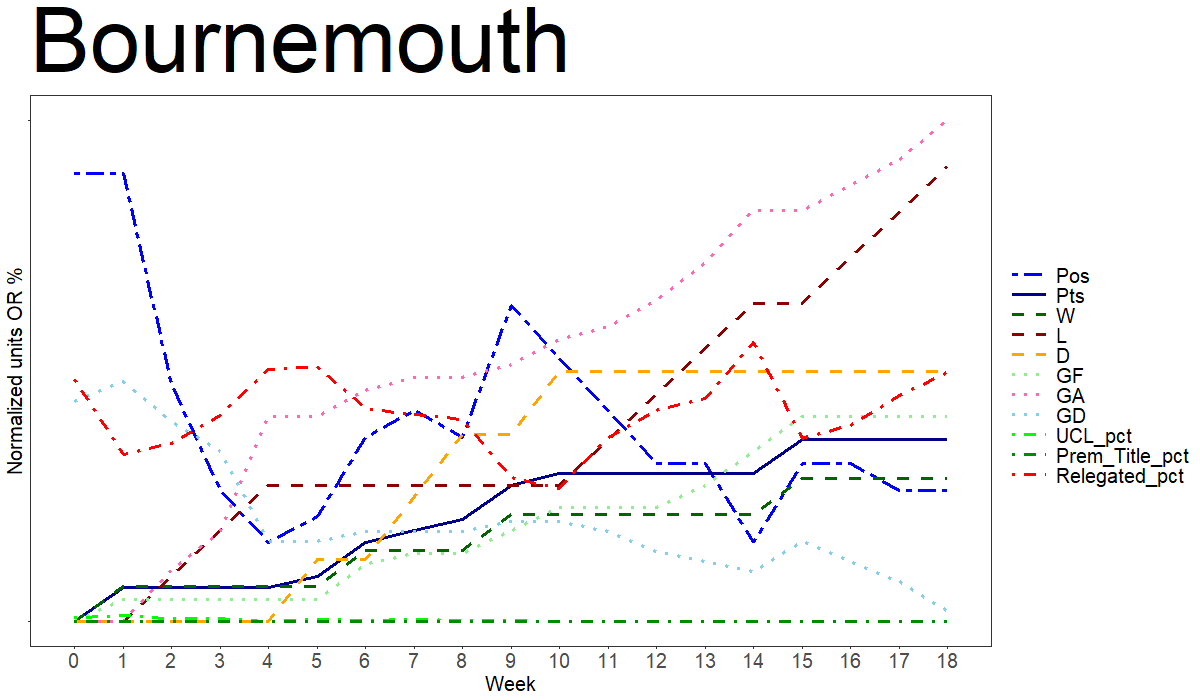 Bournemouth
Normalized units OR %
Pos
Pts
W
L
D
GF
GA
GD
UCL_pct
Prem_Title_pct
Relegated_pct
0 1 2 3 4 5 6 7 8 9 10 11 12 13 14 15 16 17 18
Week